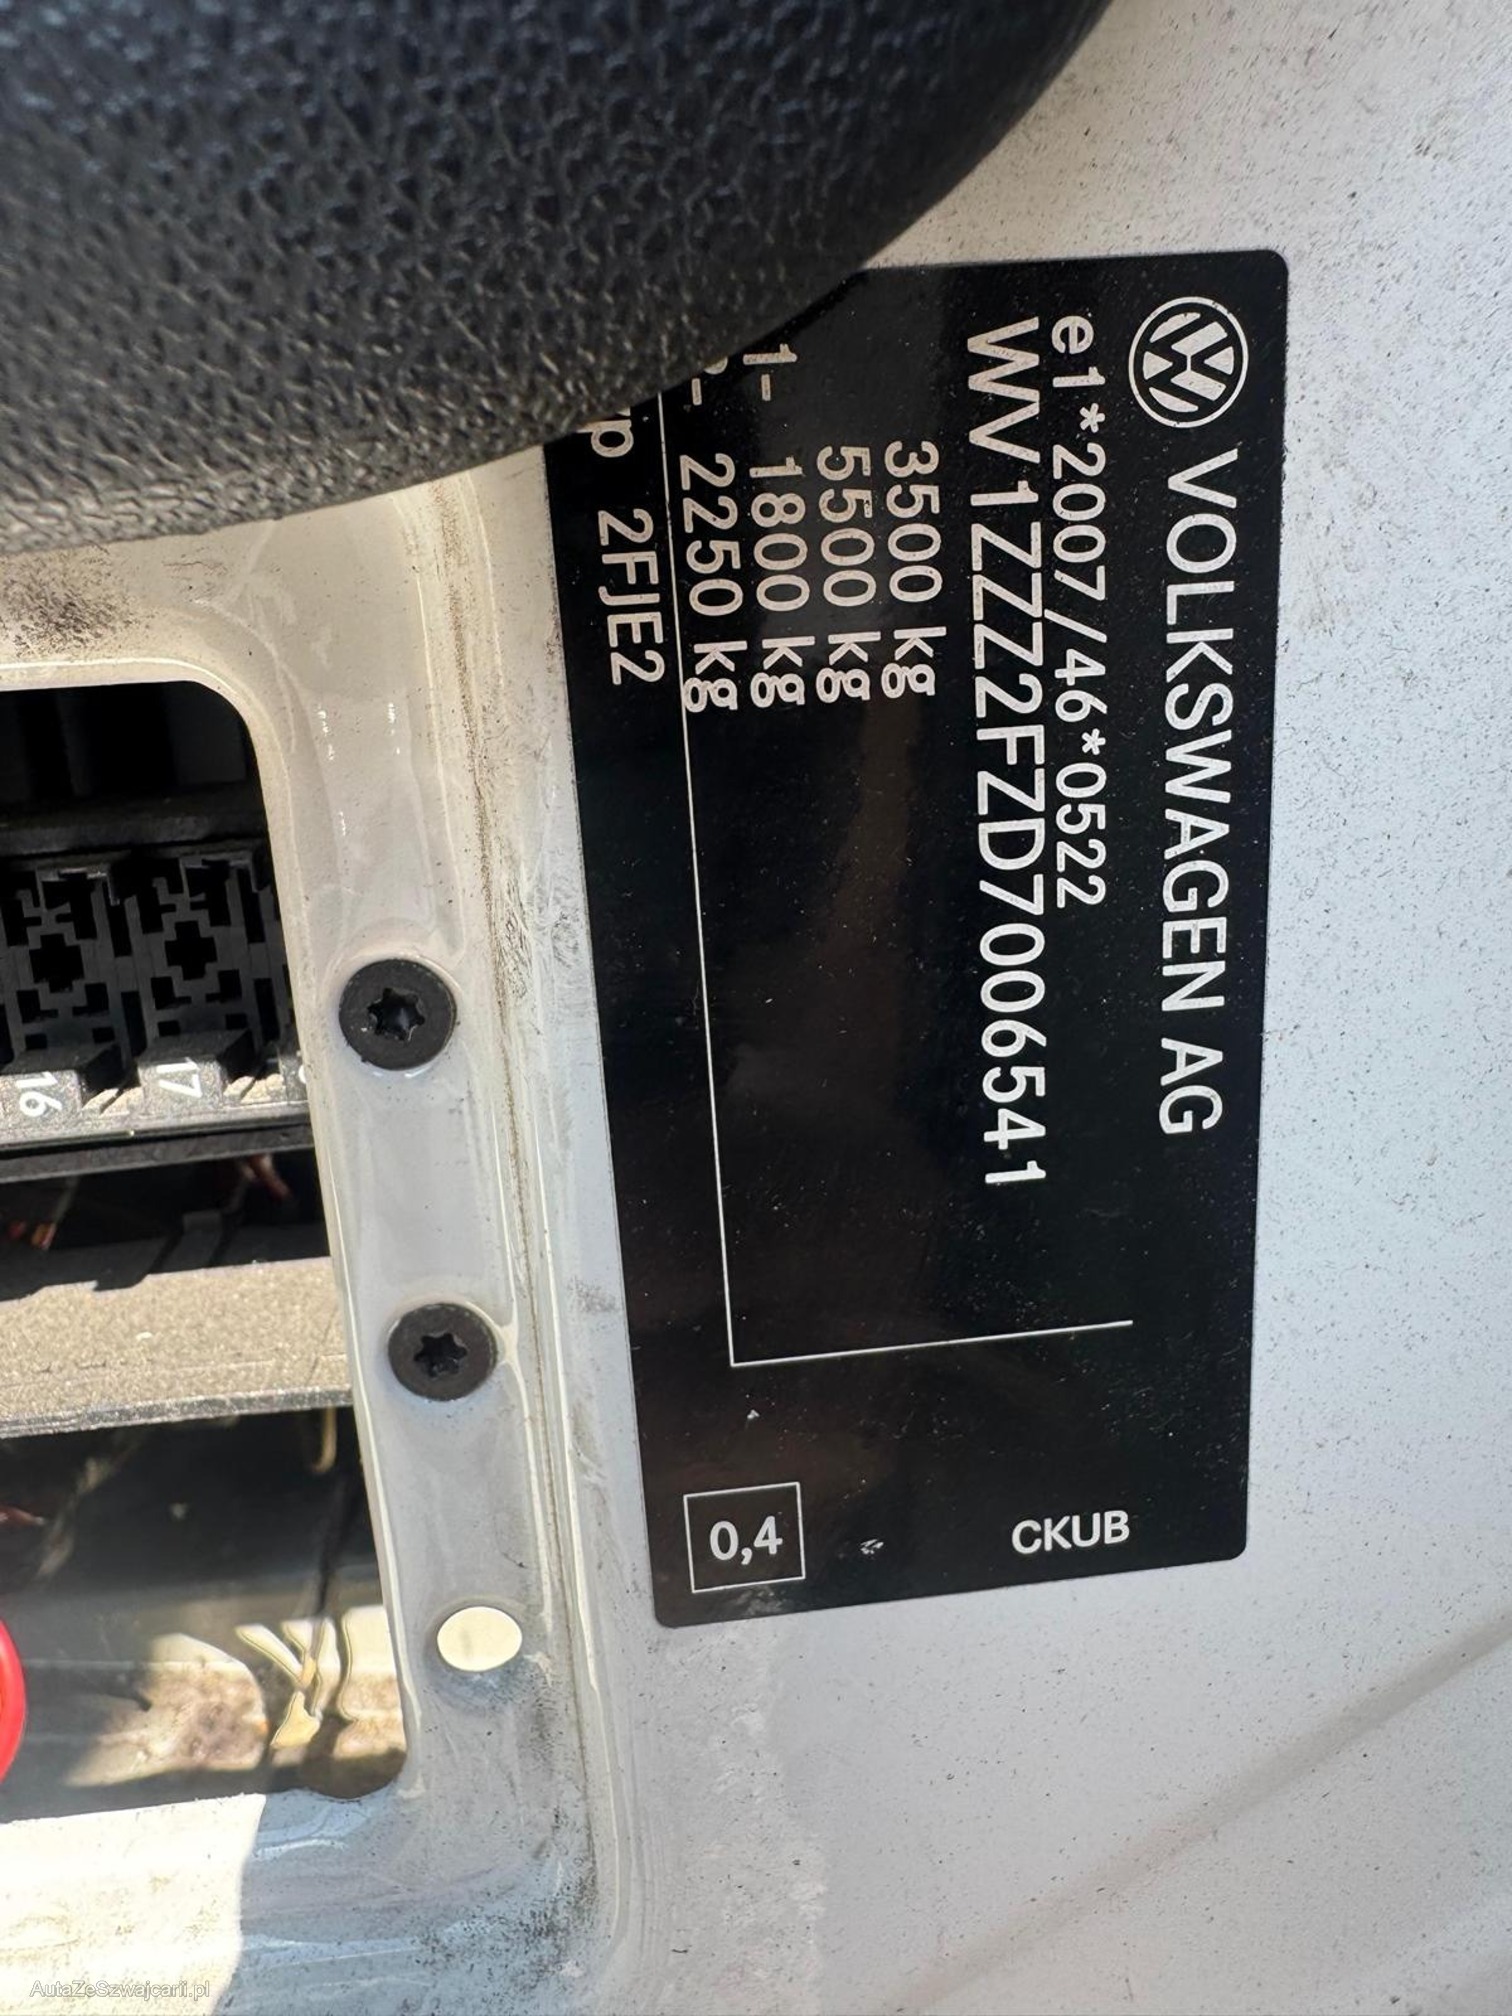 VOLKSWAGEN AG
e1*2007/46*0522
WV1ZZZ2FZD7006541
3500 kg
5500 kg
1- 1800 kg
2- 2250 kg
2FJE2
CKUB
0,4
16
17
AutaZeSzwajcarii.pl